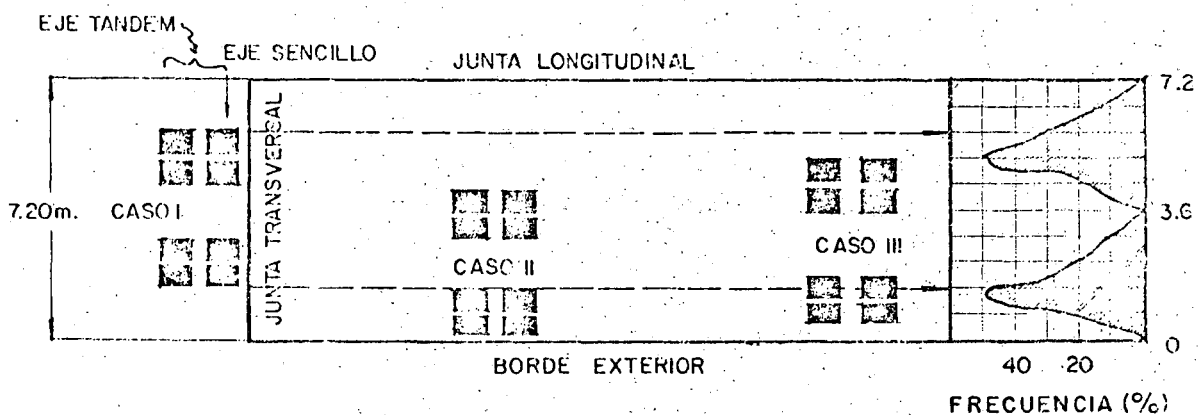 EJE TANDEM
EJE SENCILLO
JUNTA LONGITUDINAL
7.2
JUNTA TRANSVERSAL
7.20m.
CASO I
CASO II
CASO III
3.6
0
BORDE EXTERIOR
40 20
FRECUENCIA (%)